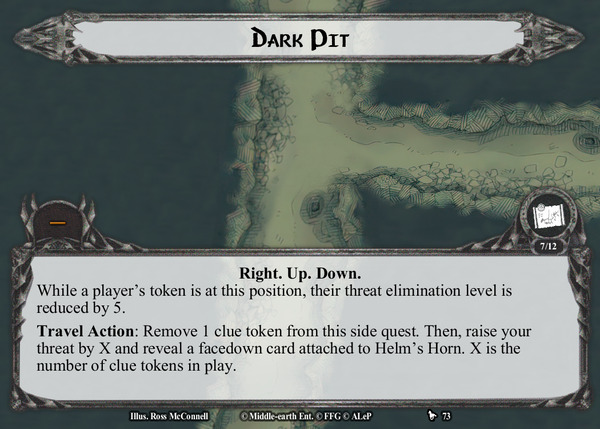 Dark Pit
7/12
Right. Up. Down.
While a player's token is at this position, their threat elimination level is
reduced by 5.
Travel Action: Remove 1 clue token from this side quest. Then, raise your
threat by X and reveal a facedown card attached to Helm's Horn. X is the
number of clue tokens in play.
Illus. Ross McConnell © Middle-earth Ent. © FFG © ALeP 73